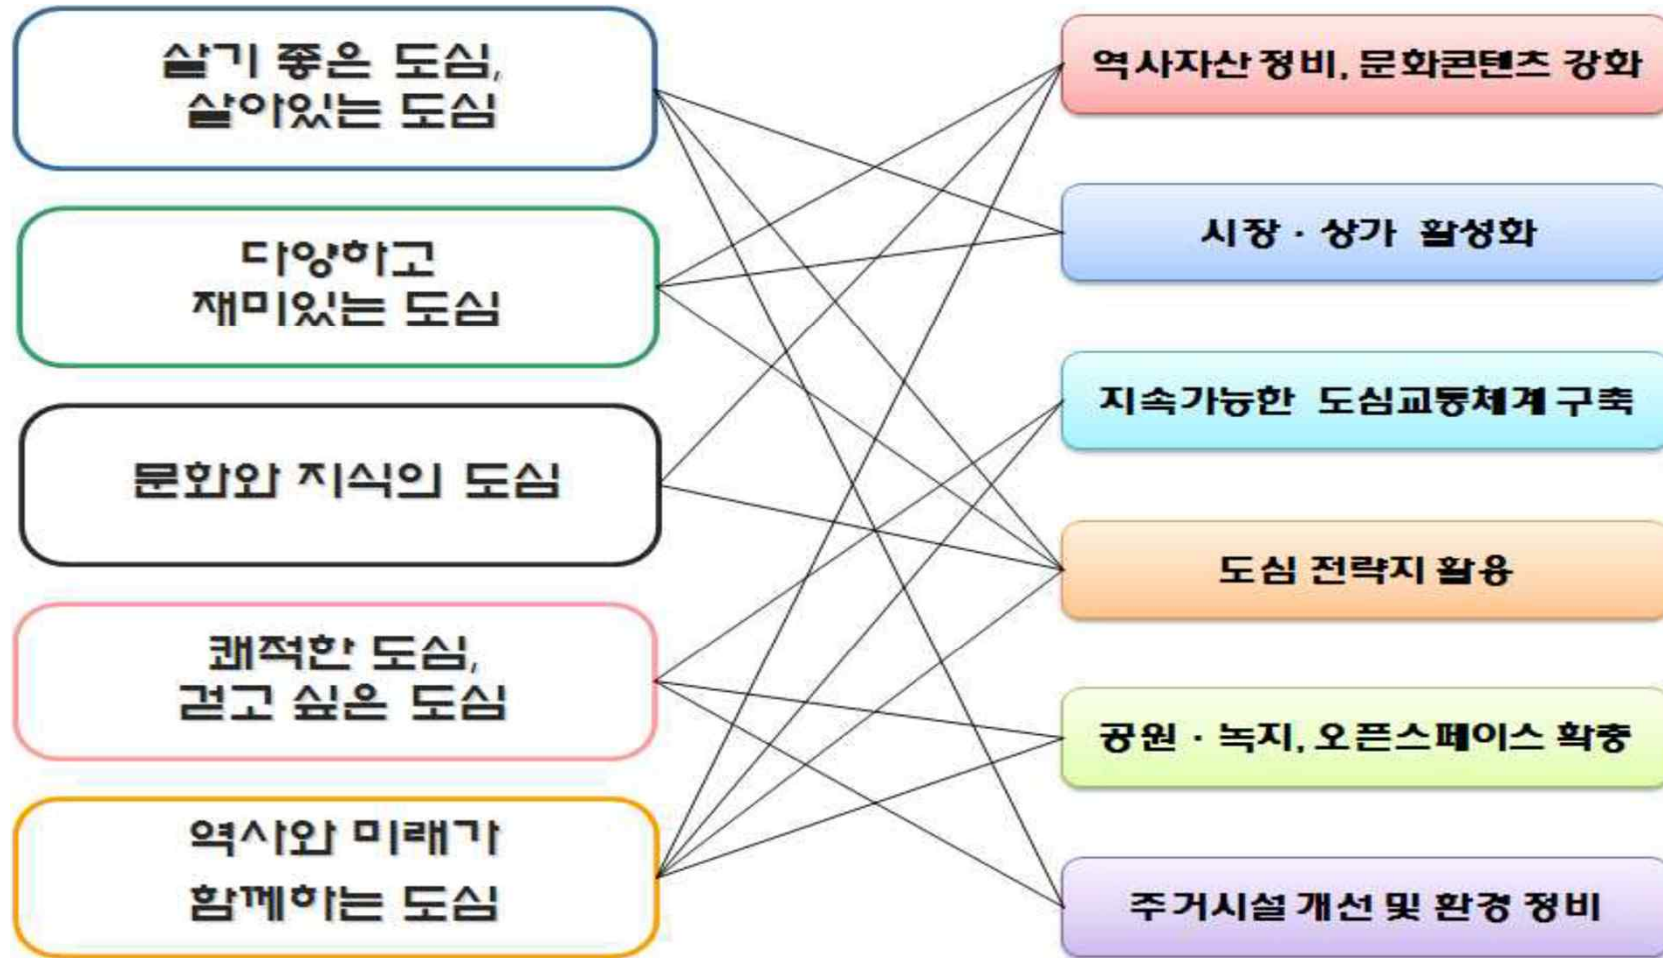 살기 좋은 도심,
살아있는 도심
다양하고
재미있는 도심
문화와 지식의 도심
쾌적한 도심,
걷고 싶은 도심
역사와 미래가
함께하는 도심
역사자산 정비, 문화콘텐츠 강화
시장 · 상가 활성화
지속가능한 도심교통체계 구축
도심 전략지 활용
공원 · 녹지, 오픈스페이스 확충
주거시설 개선 및 환경 정비